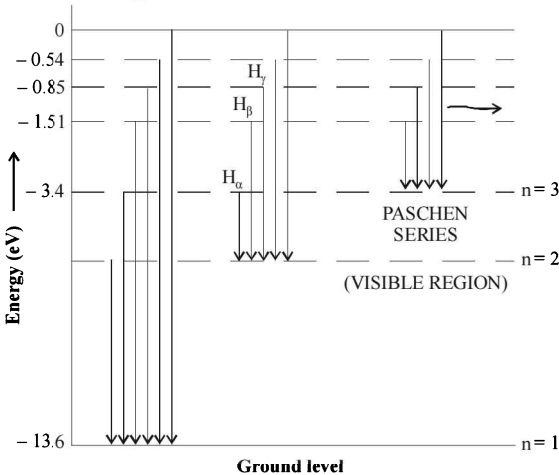 0
– 0.54
– 0.85
– 1.51
– 3.4
– 13.6
Energy (eV)
Hγ
Hβ
Hα
n = 3
PASCHEN
SERIES
n = 2
(VISIBLE REGION)
n = 1
Ground level